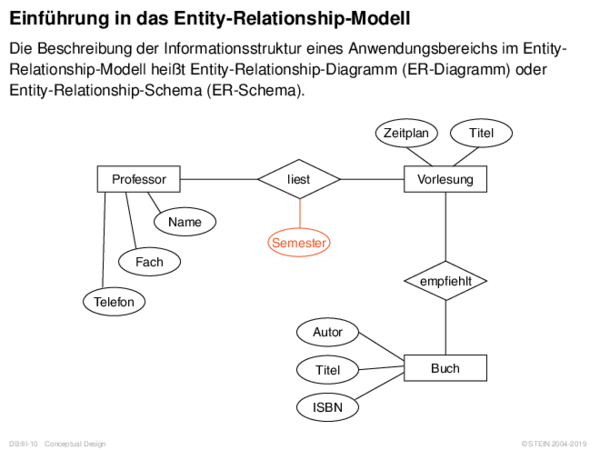 Einführung in das Entity-Relationship-Modell
Die Beschreibung der Informationsstruktur eines Anwendungsbereichs im Entity-
Relationship-Modell heißt Entity-Relationship-Diagramm (ER-Diagramm) oder
Entity-Relationship-Schema (ER-Schema).
Zeitplan Titel
Professor liest Vorlesung
Name
Semester
Fach
empfiehlt
Telefon
Autor
Titel Buch
ISBN
DB:III-10 Conceptual Design © STEIN 2004-2019